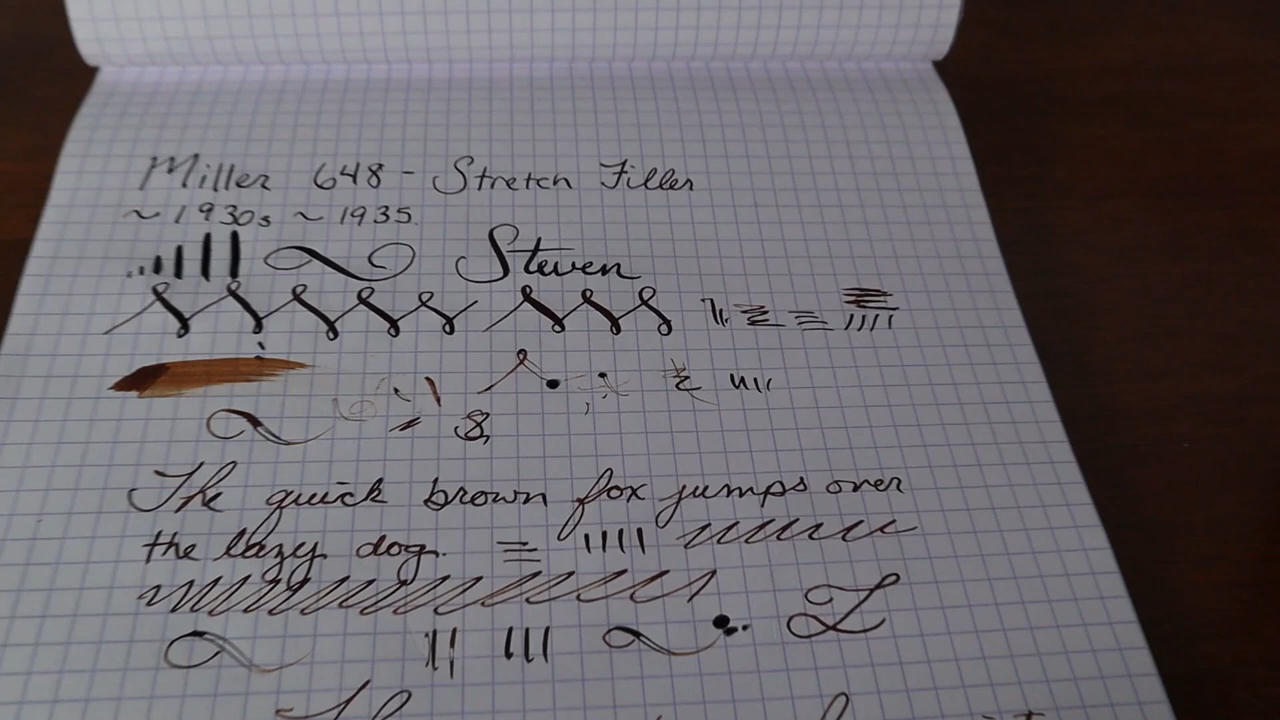 Miller 648 - Stretch Filler
~ 1930s ~ 1935.
Steven
The quick brown fox jumps over
the lazy dog.